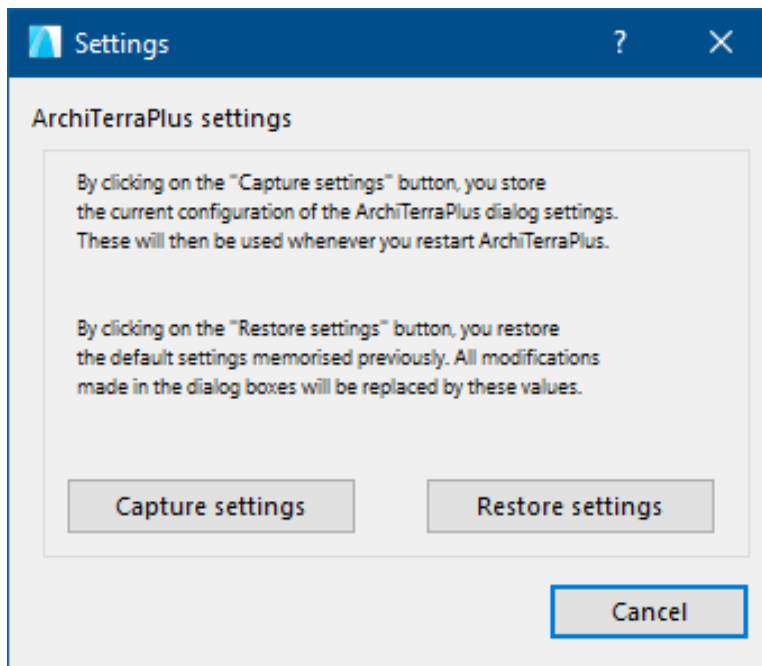 Settings
?
ArchiTerraPlus settings
By clicking on the "Capture settings" button, you store
the current configuration of the ArchiTerraPlus dialog settings.
These will then be used whenever you restart ArchiTerraPlus.
By clicking on the "Restore settings" button, you restore
the default settings memorised previously. All modifications
made in the dialog boxes will be replaced by these values.
Capture settings
Restore settings
Cancel